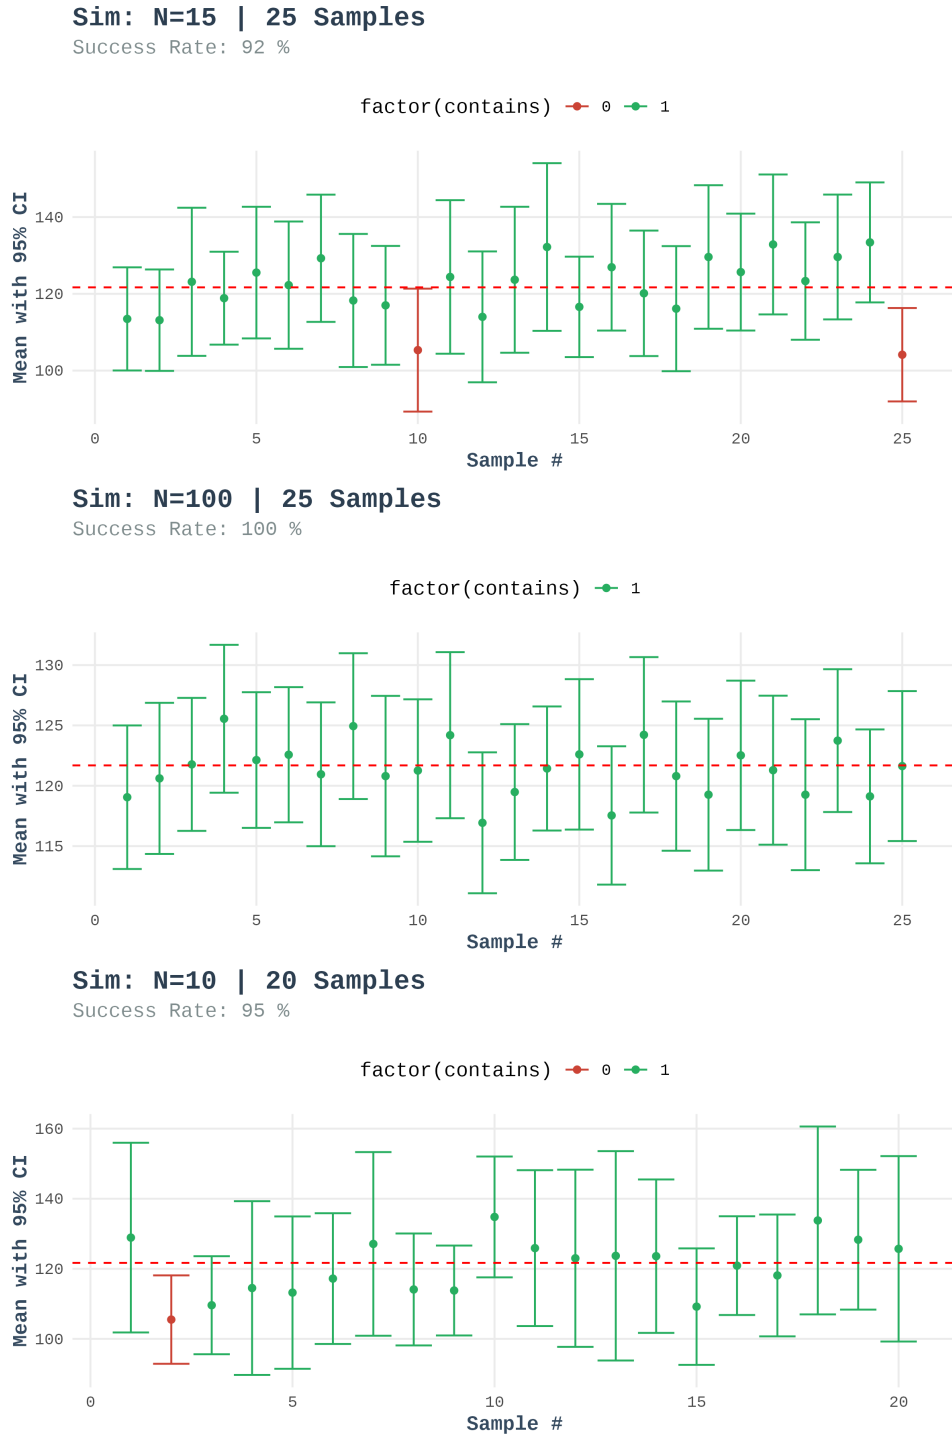 Sim: N=15 | 25 Samples
Success Rate: 92 %
factor(contains) 0 1
Mean with 95% CI
140
120
100
0 5 10 15 20 25
Sample #
Sim: N=100 | 25 Samples
Success Rate: 100 %
factor(contains) 1
Mean with 95% CI
130
125
120
115
0 5 10 15 20 25
Sample #
Sim: N=10 | 20 Samples
Success Rate: 95 %
factor(contains) 0 1
Mean with 95% CI
160
140
120
100
0 5 10 15 20
Sample #